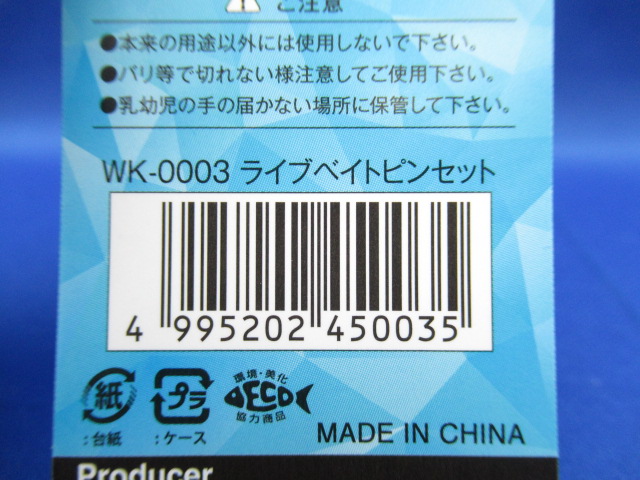 ご注意
●本来の用途以外には使用しないで下さい。
●バリ等で切れない様注意してご使用下さい。
●乳幼児の手の届かない場所に保管して下さい。
WK-0003 ライブベイトピンセット
4 995202 450035
紙
:台紙
プラ
:ケース
環境・美化
ECO
協力商品
MADE IN CHINA
Producer